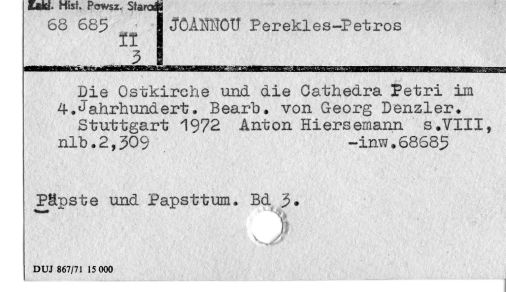 Zakł. Hist. Powsz. Staroż
68 685
II
3
JOANNOU Perekles-Petros
Die Ostkirche und die Cathedra Petri im
4.Jahrhundert. Bearb. von Georg Denzler.
Stuttgart 1972 Anton Hiersemann s.VIII,
nlb.2,309 -inw.68685
Päpste und Papsttum. Bd 3.
DUJ 867/71 15 000